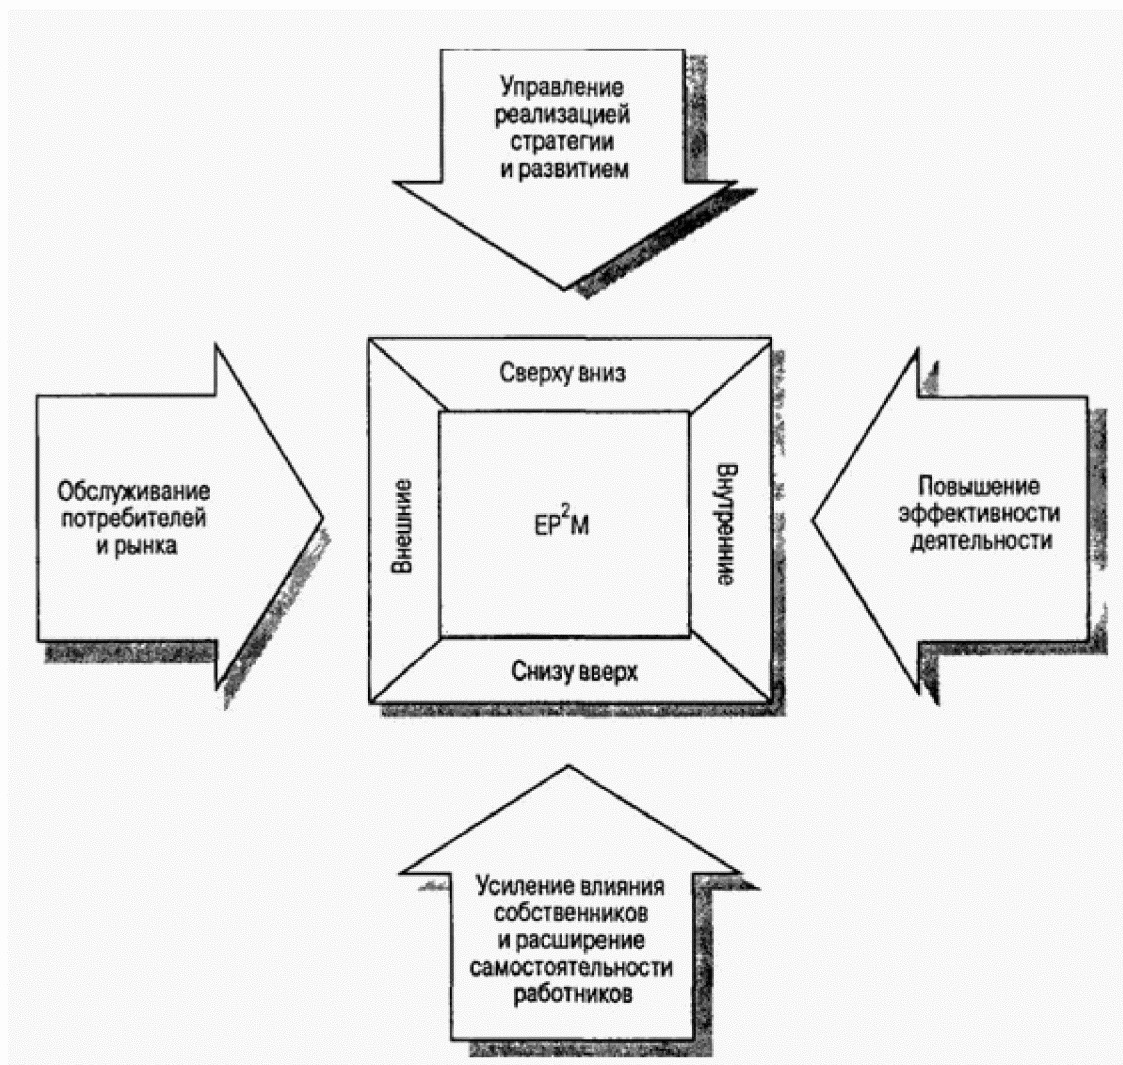 Управление
реализацией
стратегии
и развитием
Сверху вниз
Обслуживание
потребителей
и рынка
Внешние
EP²M
Внутренние
Повышение
эффективности
деятельности
Снизу вверх
Усиление влияния
собственников
и расширение
самостоятельности
работников